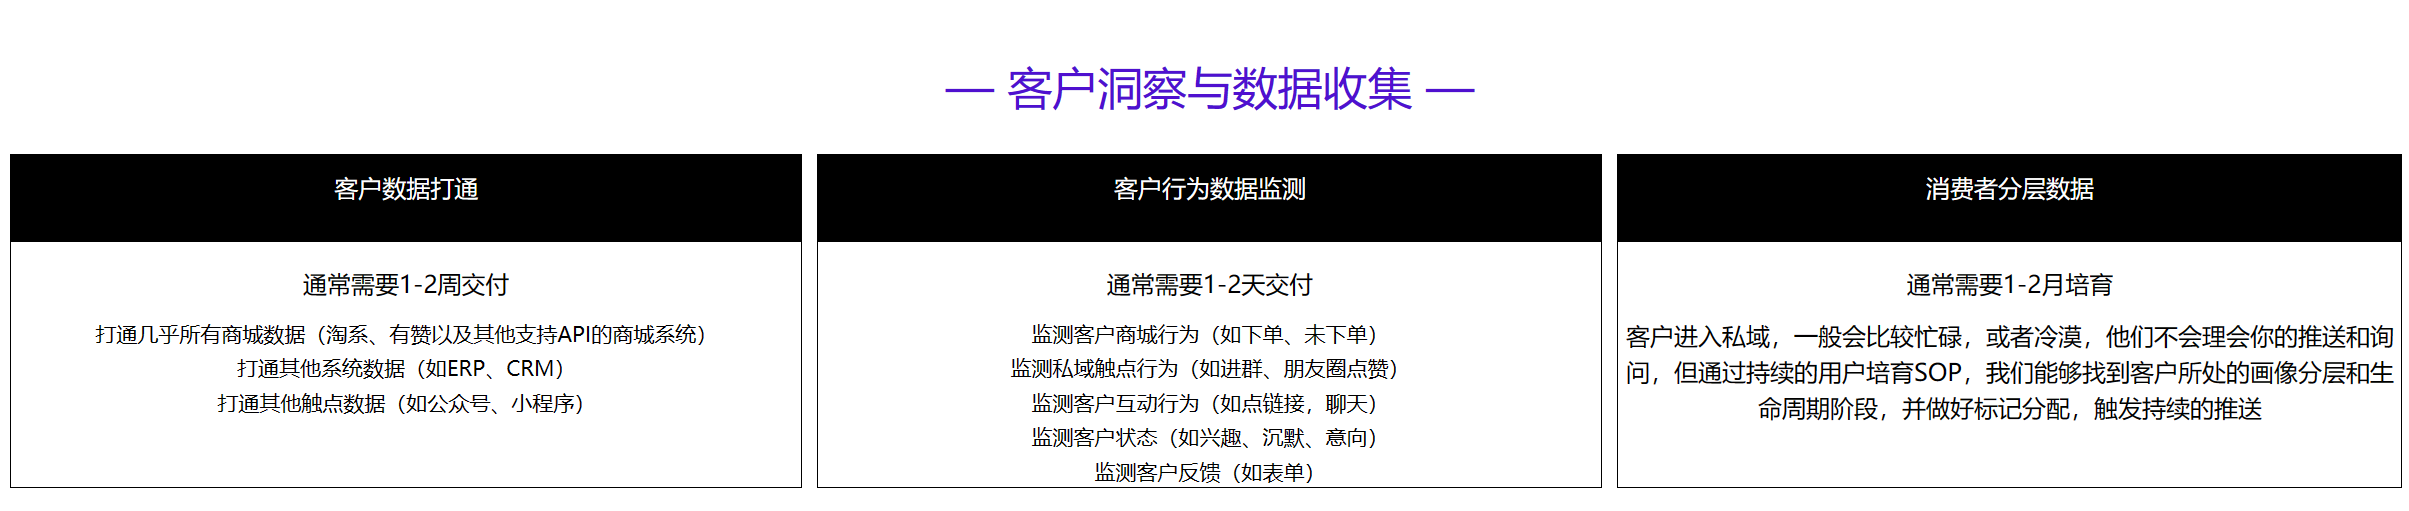 — 客户洞察与数据收集 —
客户数据打通
通常需要1-2周交付
打通几乎所有商城数据（淘系、有赞以及其他支持API的商城系统）
打通其他系统数据（如ERP、CRM）
打通其他触点数据（如公众号、小程序）
客户行为数据监测
通常需要1-2天交付
监测客户商城行为（如下单、未下单）
监测私域触点行为（如进群、朋友圈点赞）
监测客户互动行为（如点链接，聊天）
监测客户状态（如兴趣、沉默、意向）
监测客户反馈（如表单）
消费者分层数据
通常需要1-2月培育
客户进入私域，一般会比较忙碌，或者冷漠，他们不会理会你的推送和询
问，但通过持续的用户培育SOP，我们能够找到客户所处的画像分层和生
命周期阶段，并做好标记分配，触发持续的推送